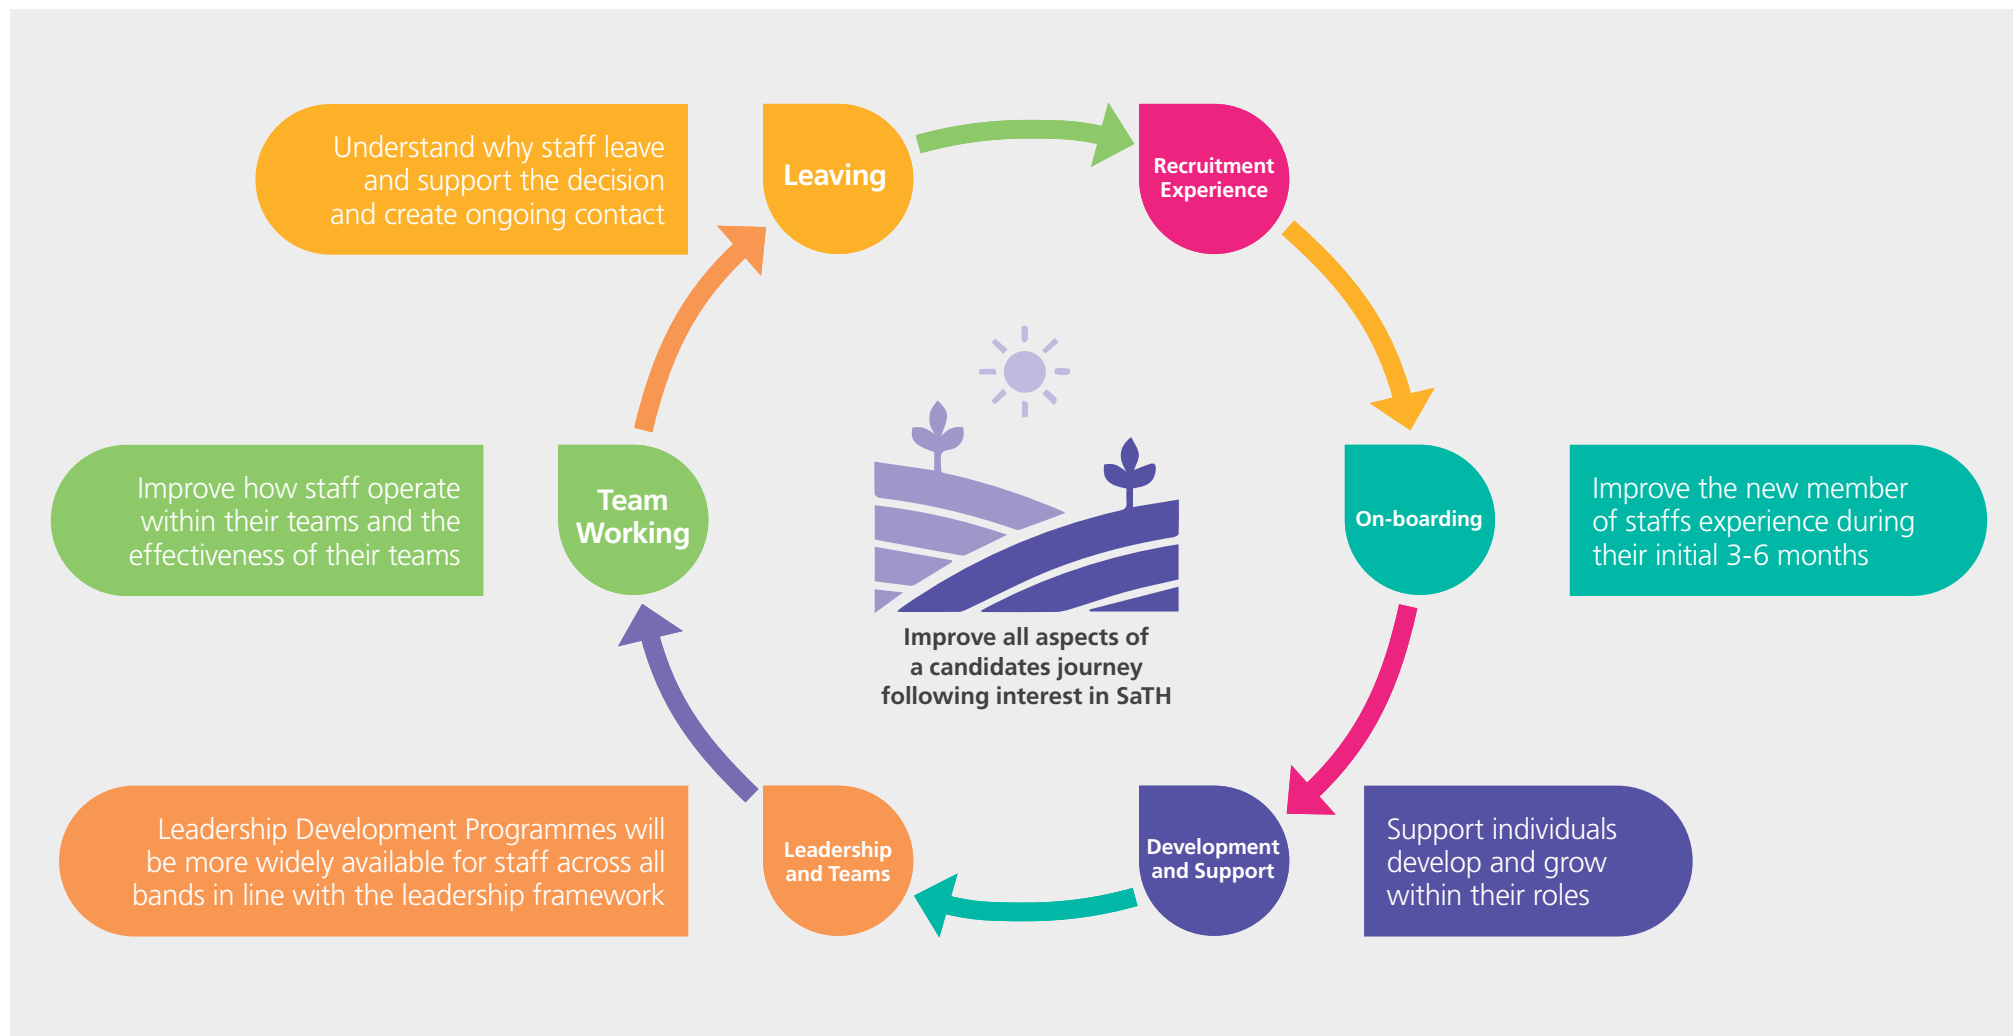 Understand why staff leave
and support the decision
and create ongoing contact
Leaving
Recruitment
Experience
Improve how staff operate
within their teams and the
effectiveness of their teams
Team
Working
On-boarding
Improve the new member
of staffs experience during
their initial 3-6 months
Improve all aspects of
a candidates journey
following interest in SaTH
Leadership Development Programmes will
be more widely available for staff across all
bands in line with the leadership framework
Leadership
and Teams
Development
and Support
Support individuals
develop and grow
within their roles